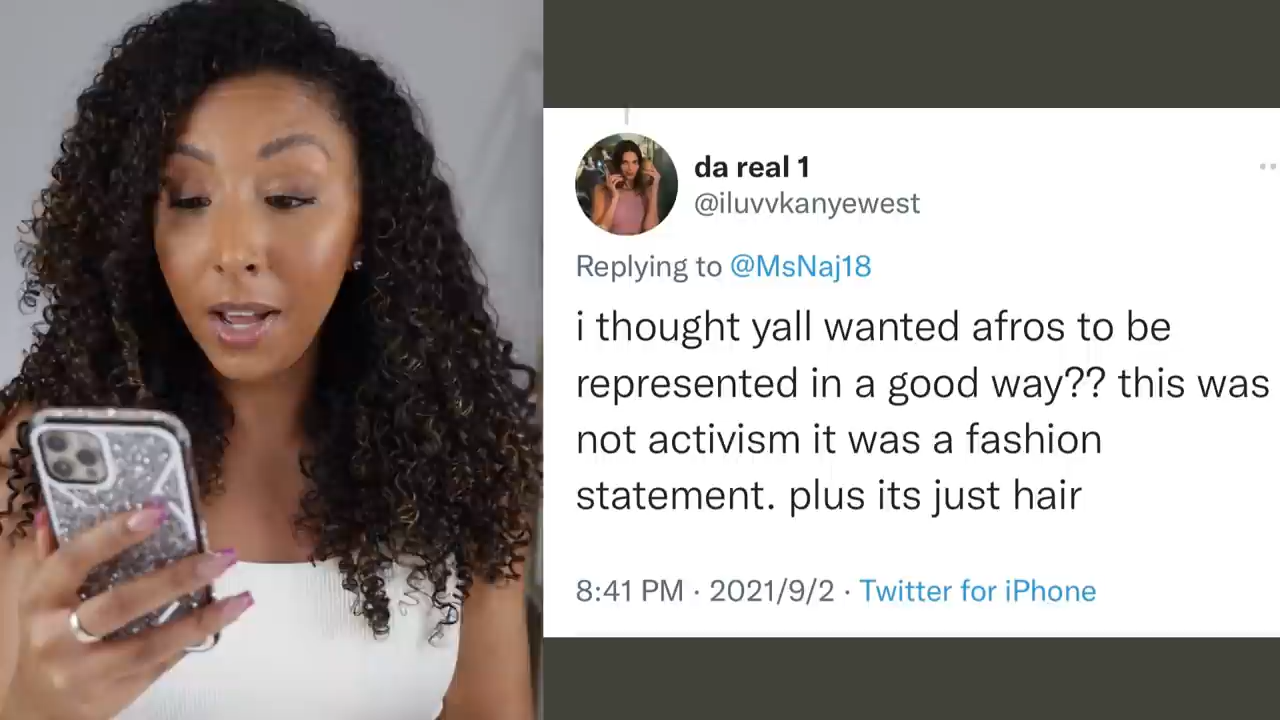 da real 1
@iluvvkanyewest
Replying to @MsNaj18
i thought yall wanted afros to be
represented in a good way?? this was
not activism it was a fashion
statement. plus its just hair
8:41 PM · 2021/9/2 · Twitter for iPhone